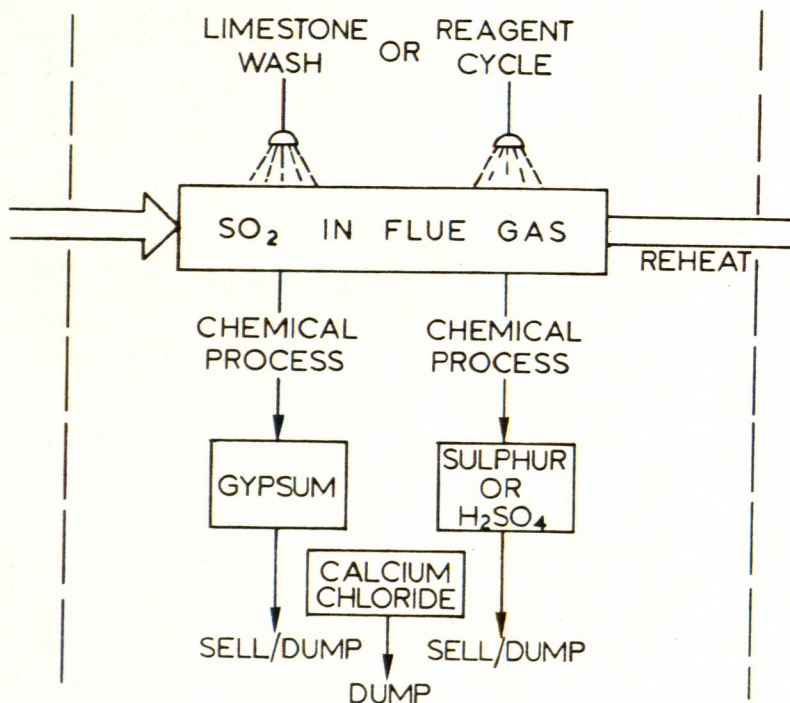 LIMESTONE WASH OR REAGENT CYCLE
SO₂ IN FLUE GAS
REHEAT
CHEMICAL PROCESS
CHEMICAL PROCESS
GYPSUM
SULPHUR OR H₂SO₄
CALCIUM CHLORIDE
SELL/DUMP
SELL/DUMP
DUMP